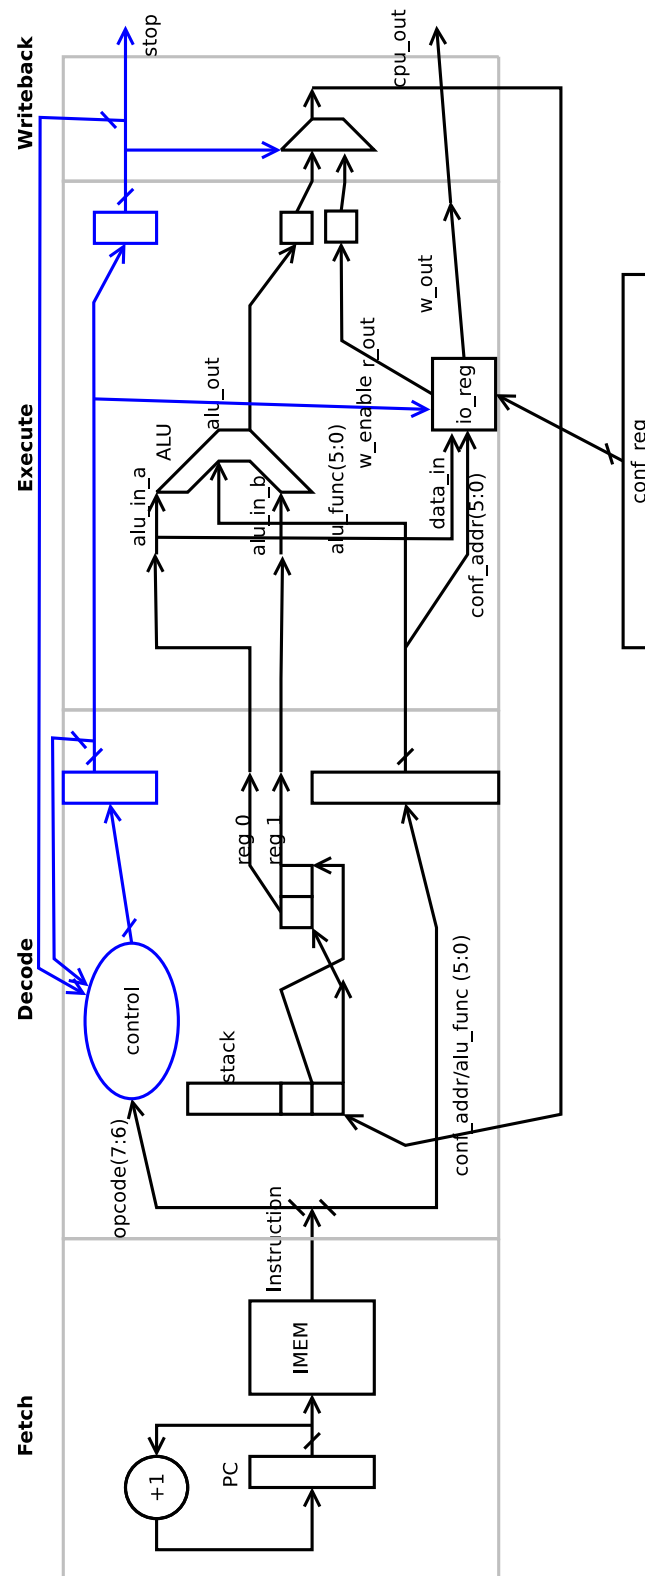 Fetch
Decode
Execute
Writeback
+1
PC
IMEM
Instruction
opcode(7:6)
control
stack
reg 0
reg 1
conf_addr/alu_func (5:0)
alu_in_a
ALU
alu_in_b
alu_out
alu_func(5:0)
w_enable
r_out
data_in
conf_addr(5:0)
io_reg
w_out
conf_reg
stop
cpu_out